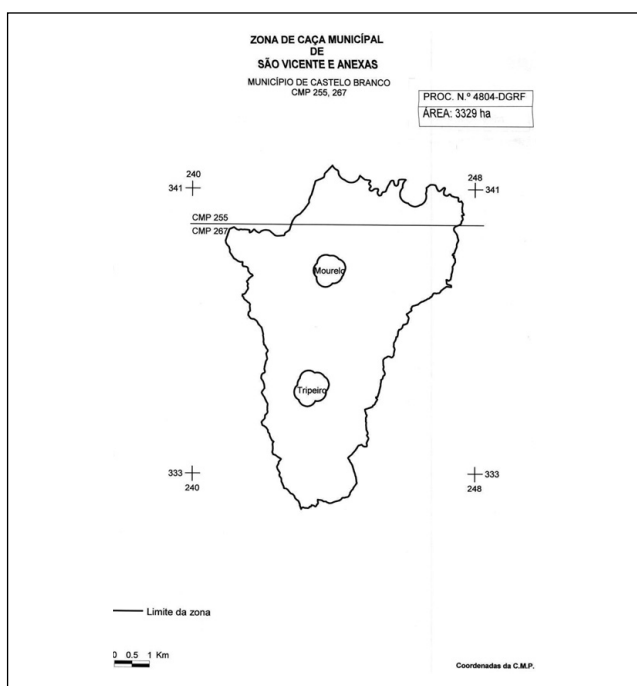 ZONA DE CAÇA MUNICÍPAL
DE
SÃO VICENTE E ANEXAS
MUNICÍPIO DE CASTELO BRANCO
CMP 255, 267
PROC. N.º 4804-DGRF
ÁREA: 3329 ha
240
341
248
341
CMP 255
CMP 267
Mourelo
Tripeiro
333
240
333
248
Limite da zona
0 0.5 1 Km
Coordenadas da C.M.P.